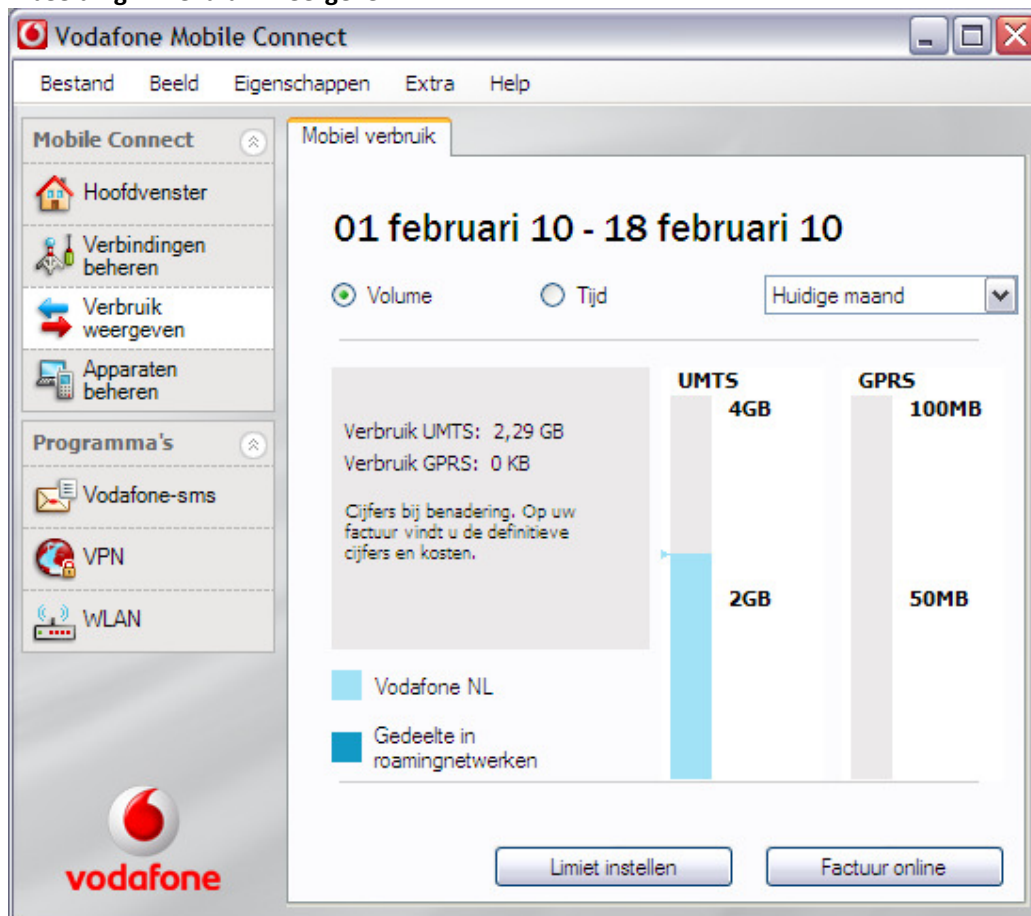 Vodafone Mobile Connect
Bestand Beeld Eigenschappen Extra Help
Mobile Connect
Hoofdvenster
Verbindingen
beheren
Verbruik
weergeven
Apparaten
beheren
Programma's
Vodafone-sms
VPN
WLAN
vodafone
Mobiel verbruik
01 februari 10 - 18 februari 10
Volume Tijd Huidige maand
Verbruik UMTS: 2,29 GB
Verbruik GPRS: 0 KB
Cijfers bij benadering. Op uw
factuur vindt u de definitieve
cijfers en kosten.
UMTS GPRS
4GB 100MB
2GB 50MB
Vodafone NL
Gedeelte in
roamingnetwerken
Limiet instellen Factuur online